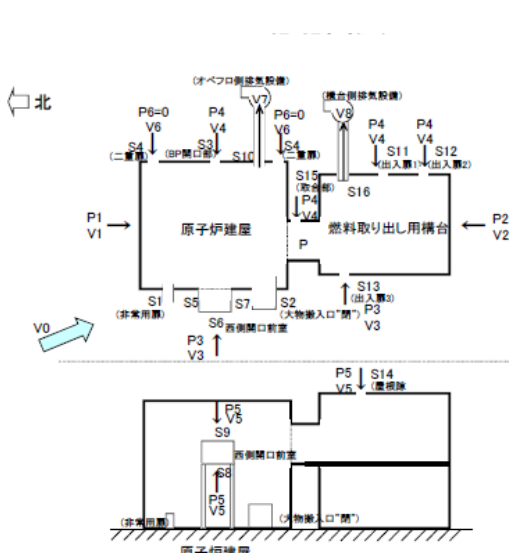 (オペフロ側排気設備)
V7
(構台側排気設備)
V8
北
P6=0
V6
P4
V4
P6=0
V6
P4
V4
P4
V4
S4
(二重扉)
S3
(BP開口部)
S10
S4
(二重扉)
S11
(出入扉1)
S12
(出入扉2)
S15
(取合部)
P4
V4
S16
P1
V1
原子炉建屋
燃料取り出し用構台
P2
V2
P
S1
(非常用扉)
S5
S7
S2
(大物搬入口"閉")
S13
(出入扉3)
P3
V3
S6
西側開口前室
V0
P3
V3
P5
V5
S14
(屋根隙
P5
V5
S9
西側開口前室
S8
P5
V5
(非常用扉)
(大物搬入口"閉")
原子炉建屋